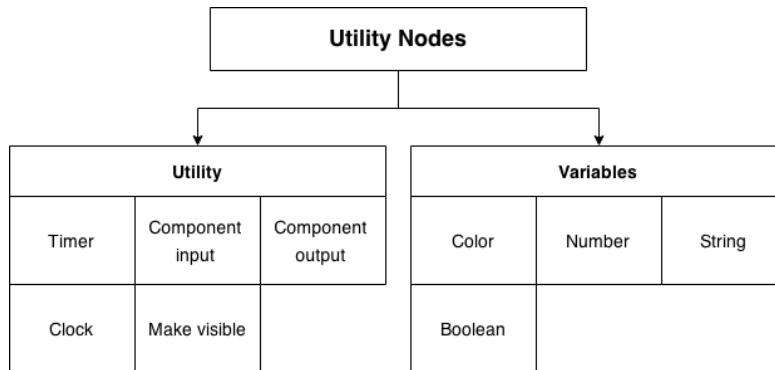 Utility Nodes
Utility
Timer
Component
input
Component
output
Clock
Make visible
Variables
Color
Number
String
Boolean